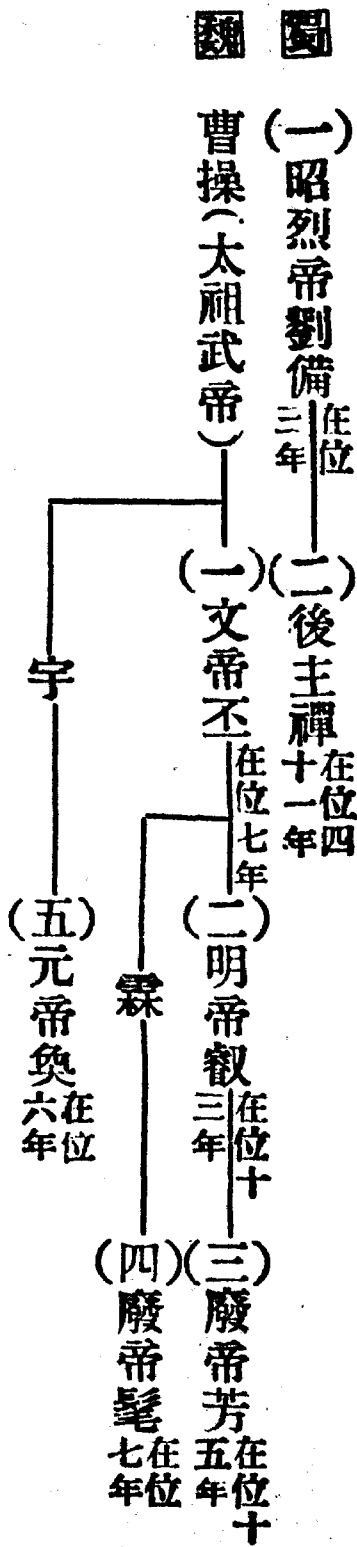 蜀
(一)昭烈帝劉備
在位
三年
(二)後主禪
在位四
十一年
魏
曹操(太祖武帝)
(一)文帝丕
在位七年
(二)明帝叡
在位十
三年
(三)廢帝芳
在位十
五年
霖
(四)廢帝髦
在位
七年
宇
(五)元帝奐
在位
六年